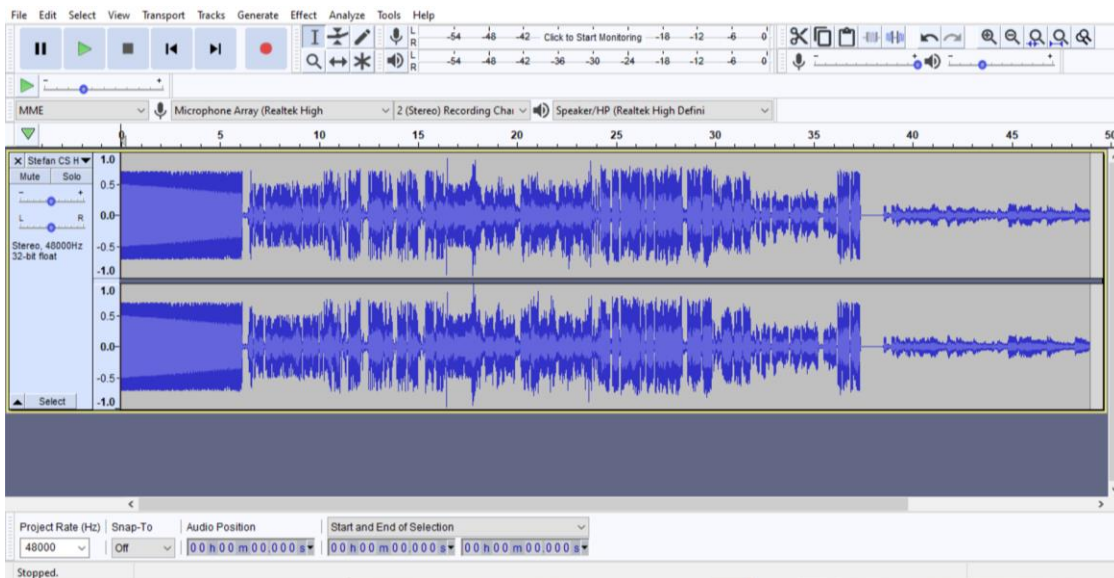 File Edit Select View Transport Tracks Generate Effect Analyze Tools Help
L
R
-54 -48 -42 Click to Start Monitoring -18 -12 -6 0
L
R
-54 -48 -42 -36 -30 -24 -18 -12 -6 0
- +
- +
- +
MME Microphone Array (Realtek High 2 (Stereo) Recording Chai Speaker/HP (Realtek High Defini
0 5 10 15 20 25 30 35 40 45 50
X Stefan CS H 1.0
Mute Solo 0.5-
- +
L R 0.0-
Stereo, 48000Hz -0.5-
32-bit float
-1.0
1.0
0.5-
0.0-
-0.5-
Select -1.0
Project Rate (Hz) Snap-To Audio Position Start and End of Selection
48000 Off 00 h 00 m 00.000 s 00 h 00 m 00.000 s 00 h 00 m 00.000 s
Stopped.